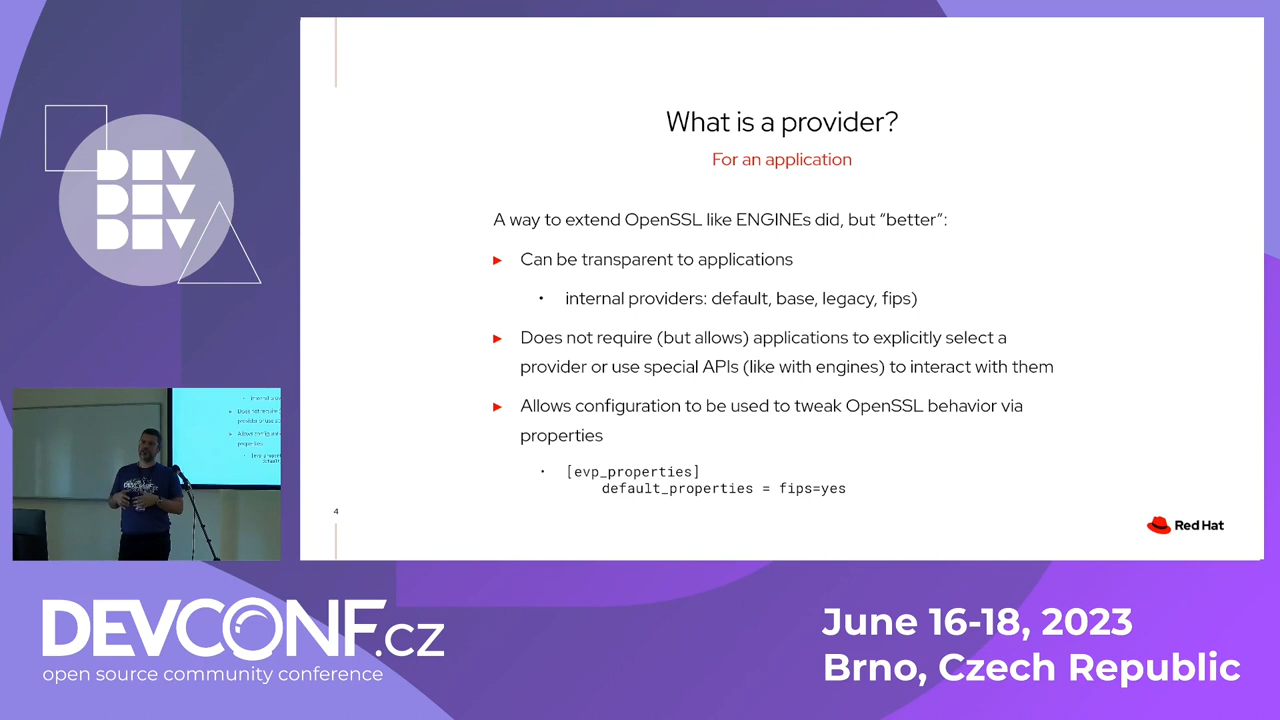 DEV
DEV
DEV
What is a provider?
For an application
A way to extend OpenSSL like ENGINEs did, but “better”:
► Can be transparent to applications
• internal providers: default, base, legacy, fips)
► Does not require (but allows) applications to explicitly select a
provider or use special APIs (like with engines) to interact with them
► Allows configuration to be used to tweak OpenSSL behavior via
properties
• [evp_properties]
default_properties = fips=yes
4
Red Hat
DEVCONF.cz
open source community conference
June 16-18, 2023
Brno, Czech Republic